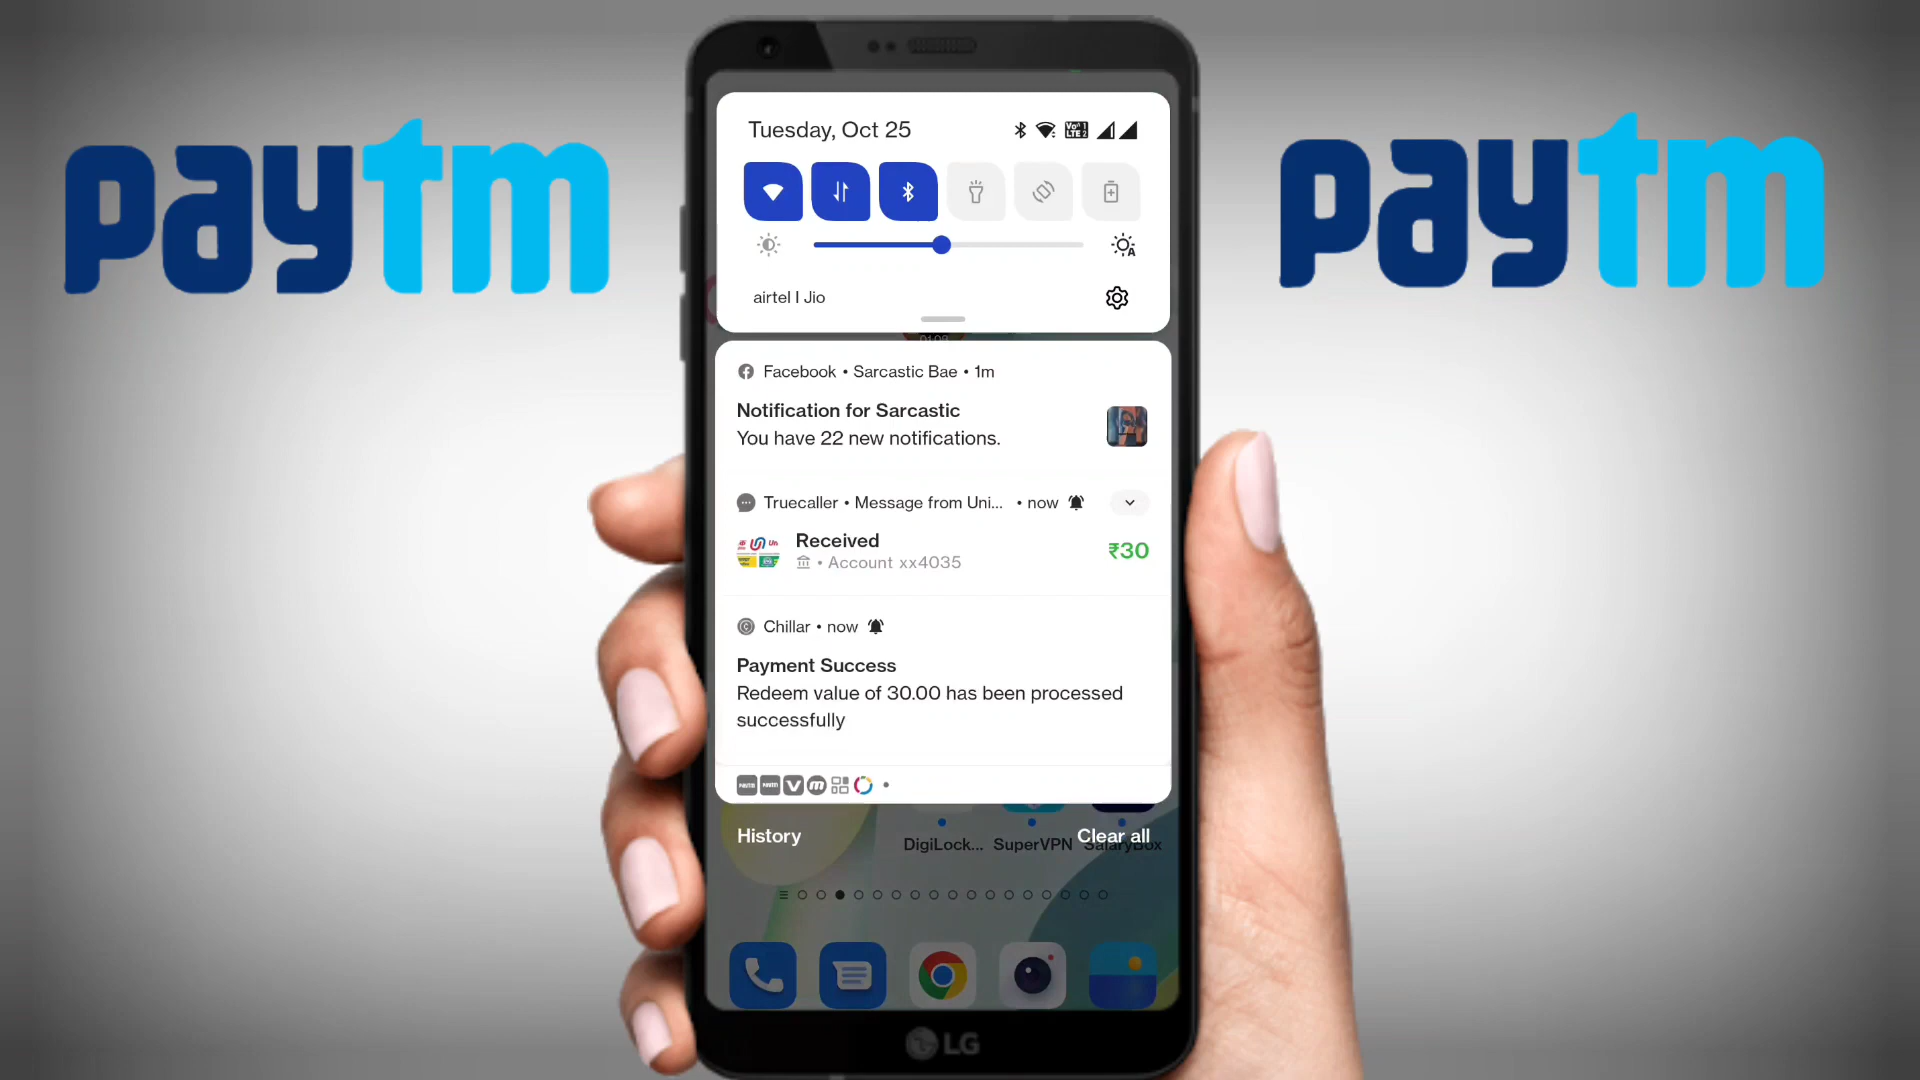 paytm
paytm
Tuesday, Oct 25
airtel I Jio
Facebook • Sarcastic Bae • 1m
Notification for Sarcastic
You have 22 new notifications.
Truecaller • Message from Uni... • now
Received
₹30
• Account xx4035
Chillar • now
Payment Success
Redeem value of 30.00 has been processed
successfully
History
Clear all
DigiLock... SuperVPN SalaryBox
LG